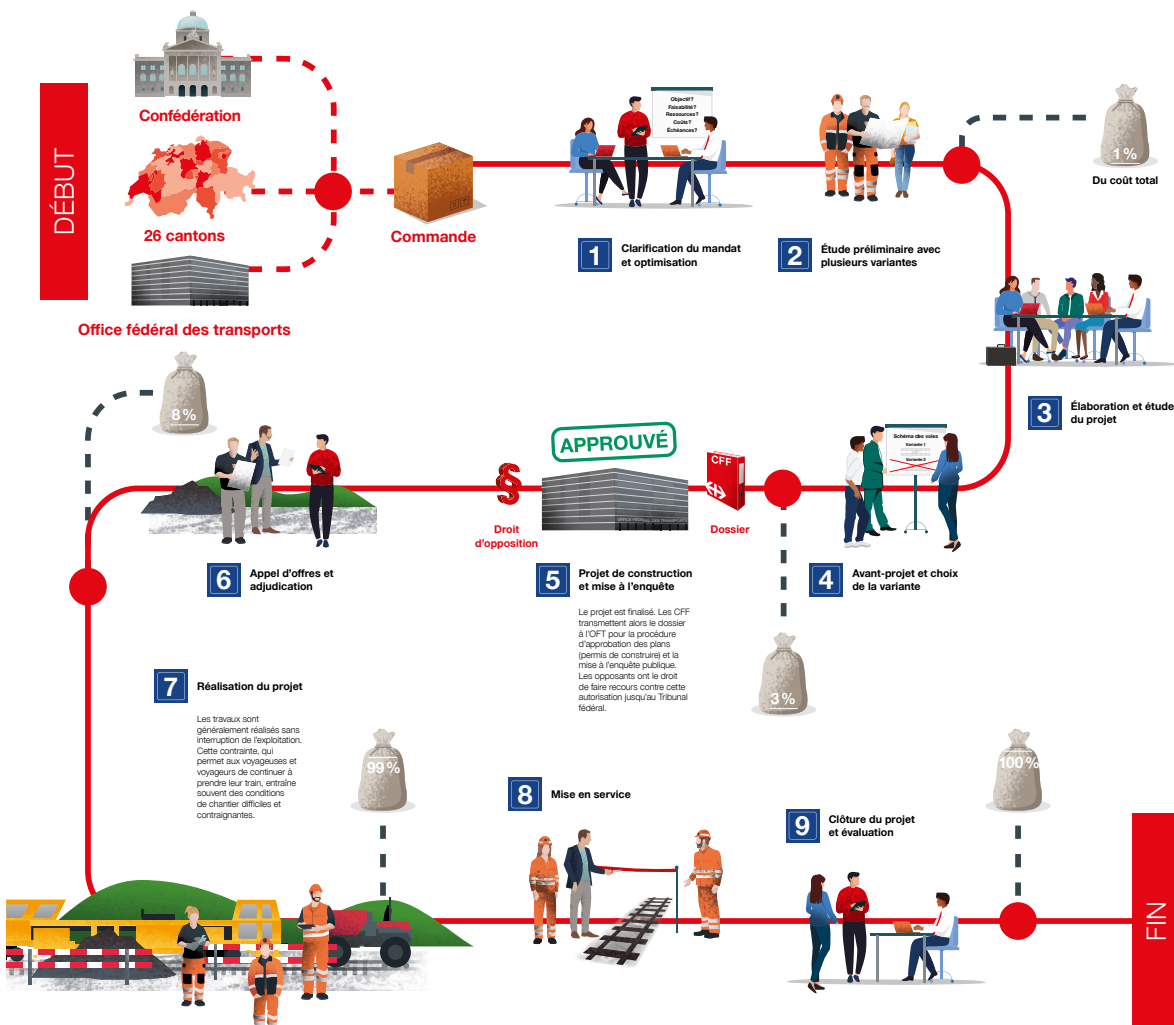 DÉBUT
Confédération
26 cantons
Office fédéral des transports
Commande
Objectif?
Faisabilité?
Ressources?
Coûts?
Échéances?
1
Clarification du mandat
et optimisation
2
Étude préliminaire avec
plusieurs variantes
1 %
Du coût total
3
Élaboration et étude
du projet
Schéma des voies
Variante 1
Variante 2
4
Avant-projet et choix
de la variante
3 %
CFF
Dossier
APPROUVÉ
OFFICE FÉDÉRAL DES TRANSPORTS
Droit
d'opposition
5
Projet de construction
et mise à l'enquête
Le projet est finalisé. Les CFF
transmettent alors le dossier
à l'OFT pour la procédure
d'approbation des plans
(permis de construire) et la
mise à l'enquête publique.
Les opposants ont le droit
de faire recours contre cette
autorisation jusqu'au Tribunal
fédéral.
§
6
Appel d'offres et
adjudication
8 %
7
Réalisation du projet
Les travaux sont
généralement réalisés sans
interruption de l'exploitation.
Cette contrainte, qui
permet aux voyageuses et
voyageurs de continuer à
prendre leur train, entraîne
souvent des conditions
de chantier difficiles et
contraignantes.
99 %
8
Mise en service
9
Clôture du projet
et évaluation
100 %
FIN